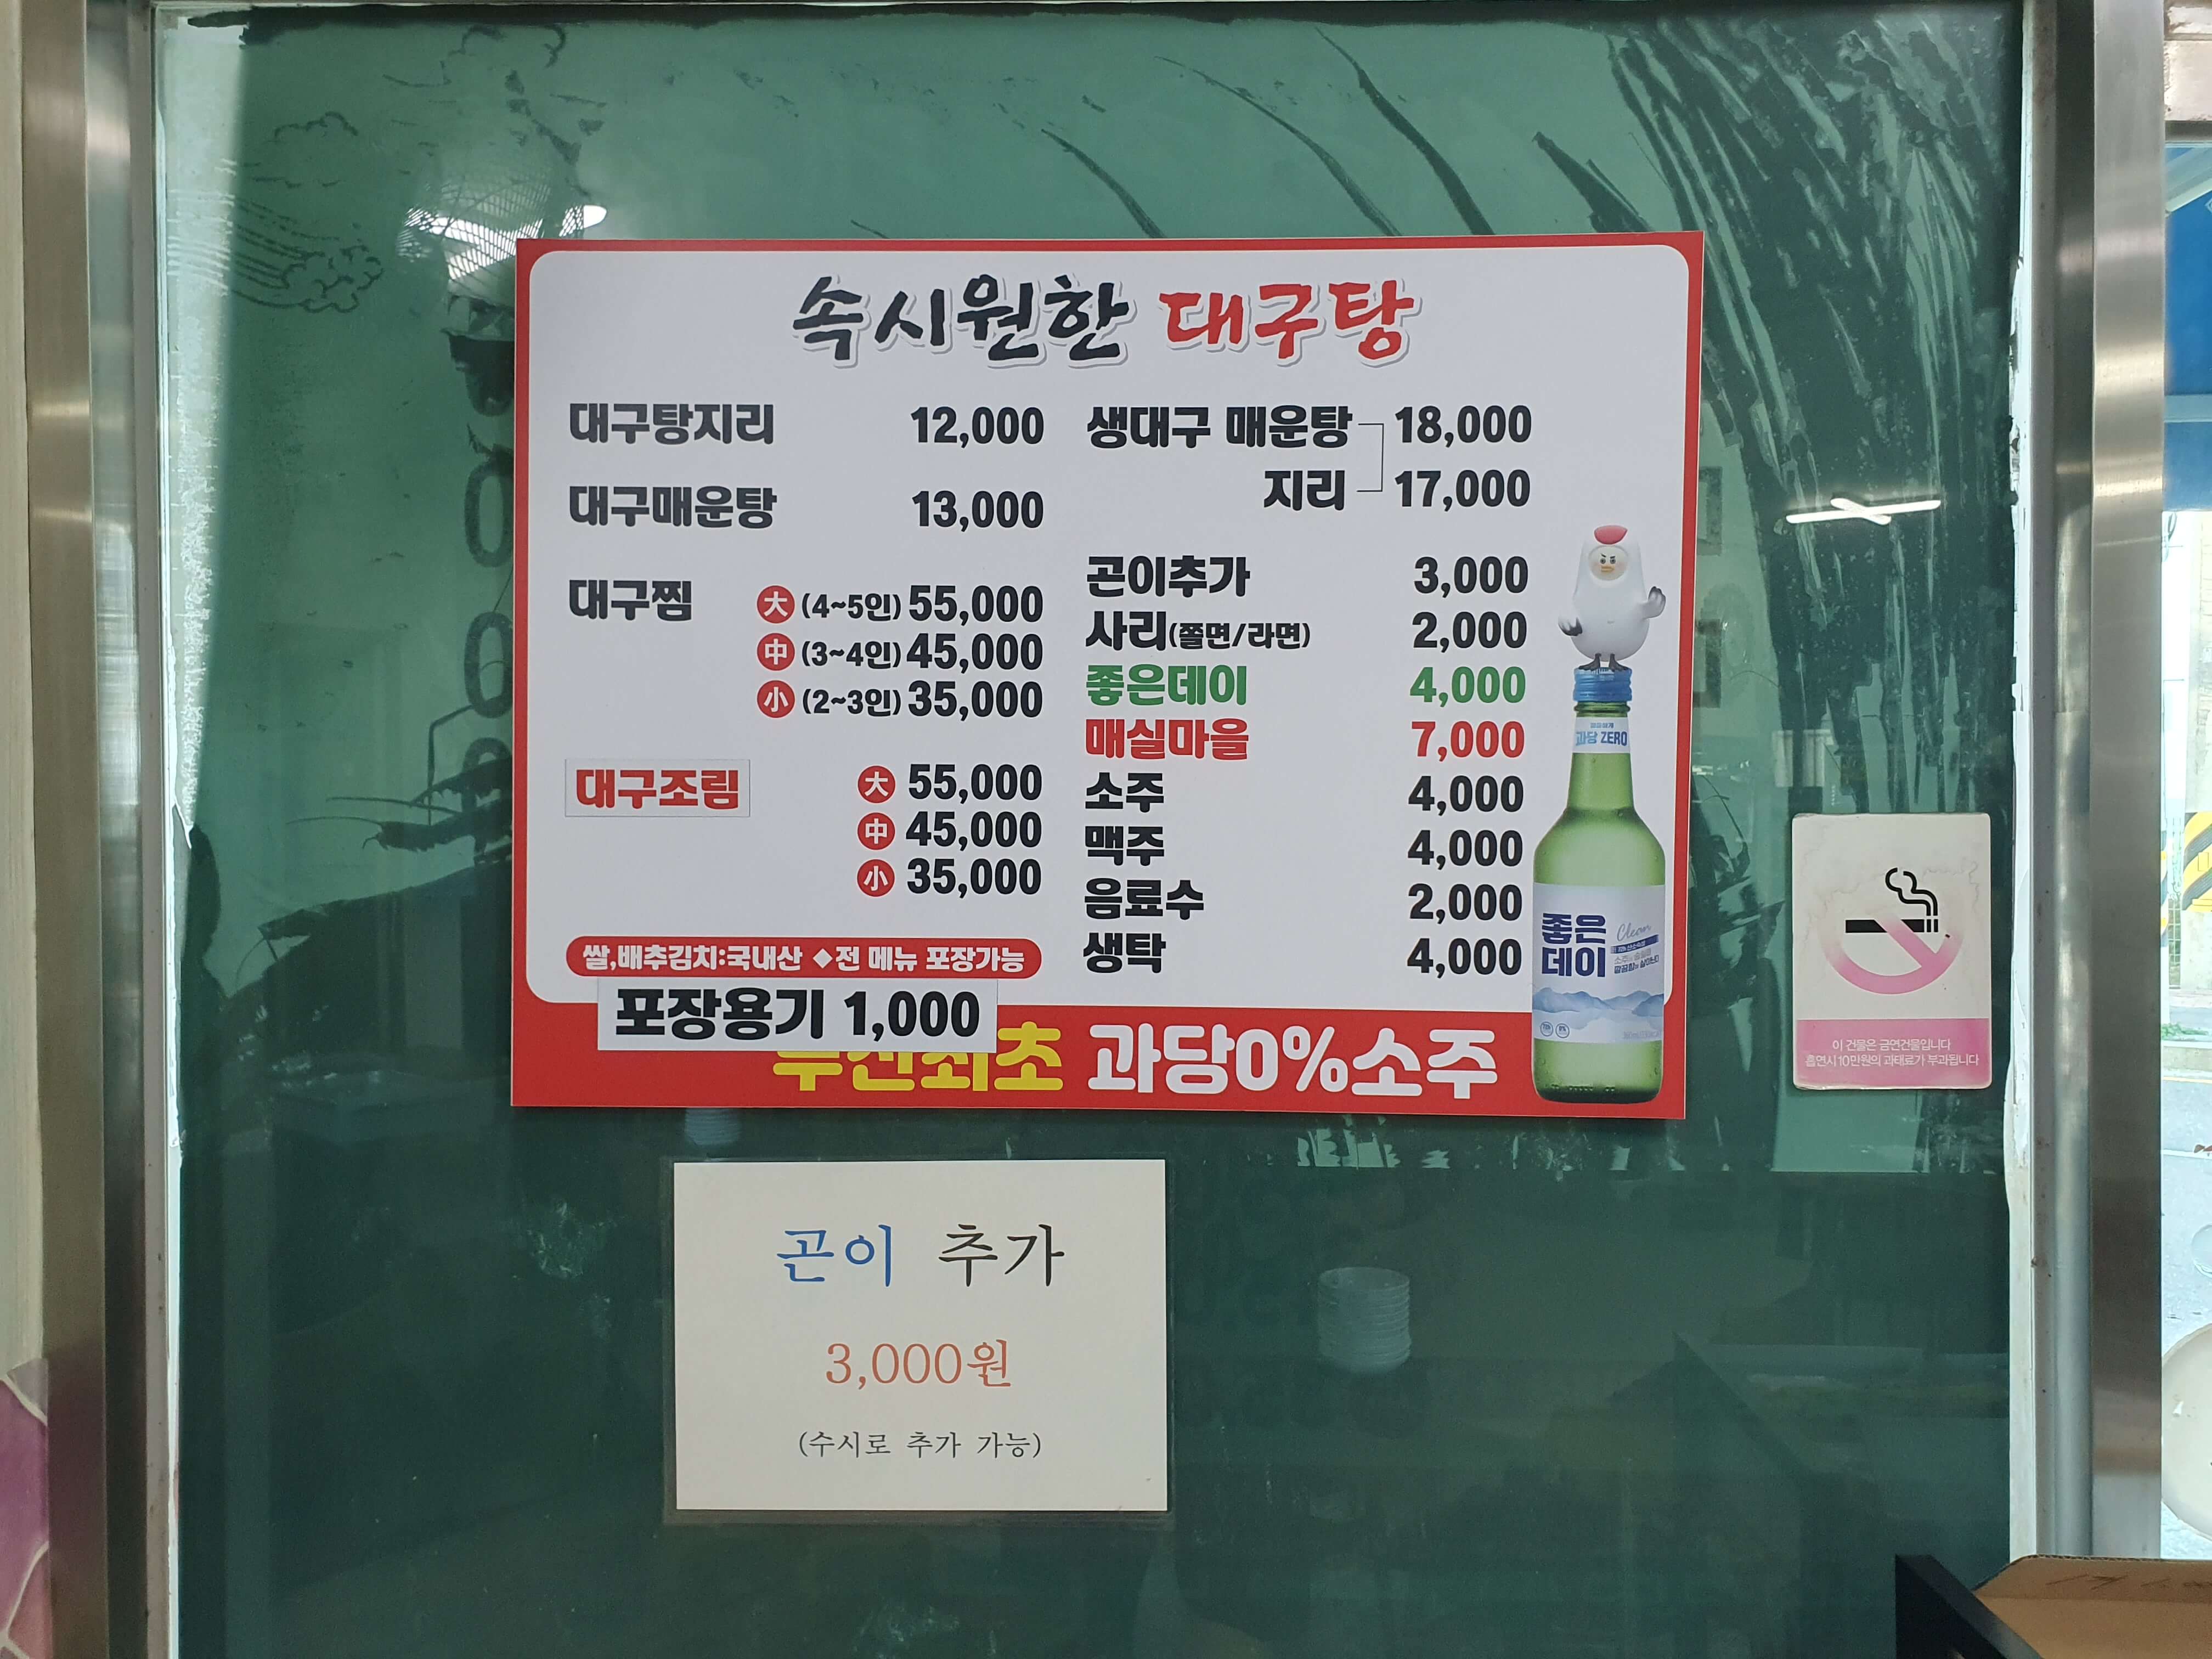 속시원한 대구탕
대구탕지리 12,000
대구매운탕 13,000
대구찜 大 (4~5인) 55,000
中 (3~4인) 45,000
小 (2~3인) 35,000
대구조림 大 55,000
中 45,000
小 35,000
쌀,배추김치:국내산 ◆전 메뉴 포장가능
포장용기 1,000
생대구 매운탕 18,000
지리 17,000
곤이추가 3,000
사리(쫄면/라면) 2,000
좋은데이 4,000
매실마을 7,000
소주 4,000
맥주 4,000
음료수 2,000
생탁 4,000
과당0%소주
과당 ZERO
좋은
데이
Clean
이 건물은 금연건물입니다
흡연시 10만원의 과태료가 부과됩니다
곤이 추가
3,000원
(수시로 추가 가능)